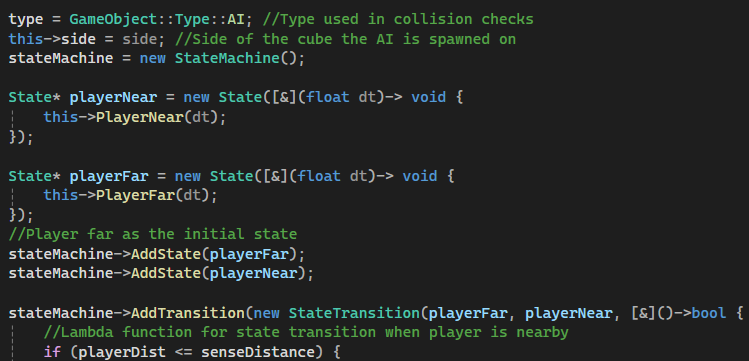 type = GameObject::Type::AI; //Type used in collision checks
this->side = side; //Side of the cube the AI is spawned on
stateMachine = new StateMachine();
State* playerNear = new State([&](float dt)-> void {
this->PlayerNear(dt);
});
State* playerFar = new State([&](float dt)-> void {
this->PlayerFar(dt);
});
//Player far as the initial state
stateMachine->AddState(playerFar);
stateMachine->AddState(playerNear);
stateMachine->AddTransition(new StateTransition(playerFar, playerNear, [&]()->bool {
//Lambda function for state transition when player is nearby
if (playerDist <= senseDistance) {